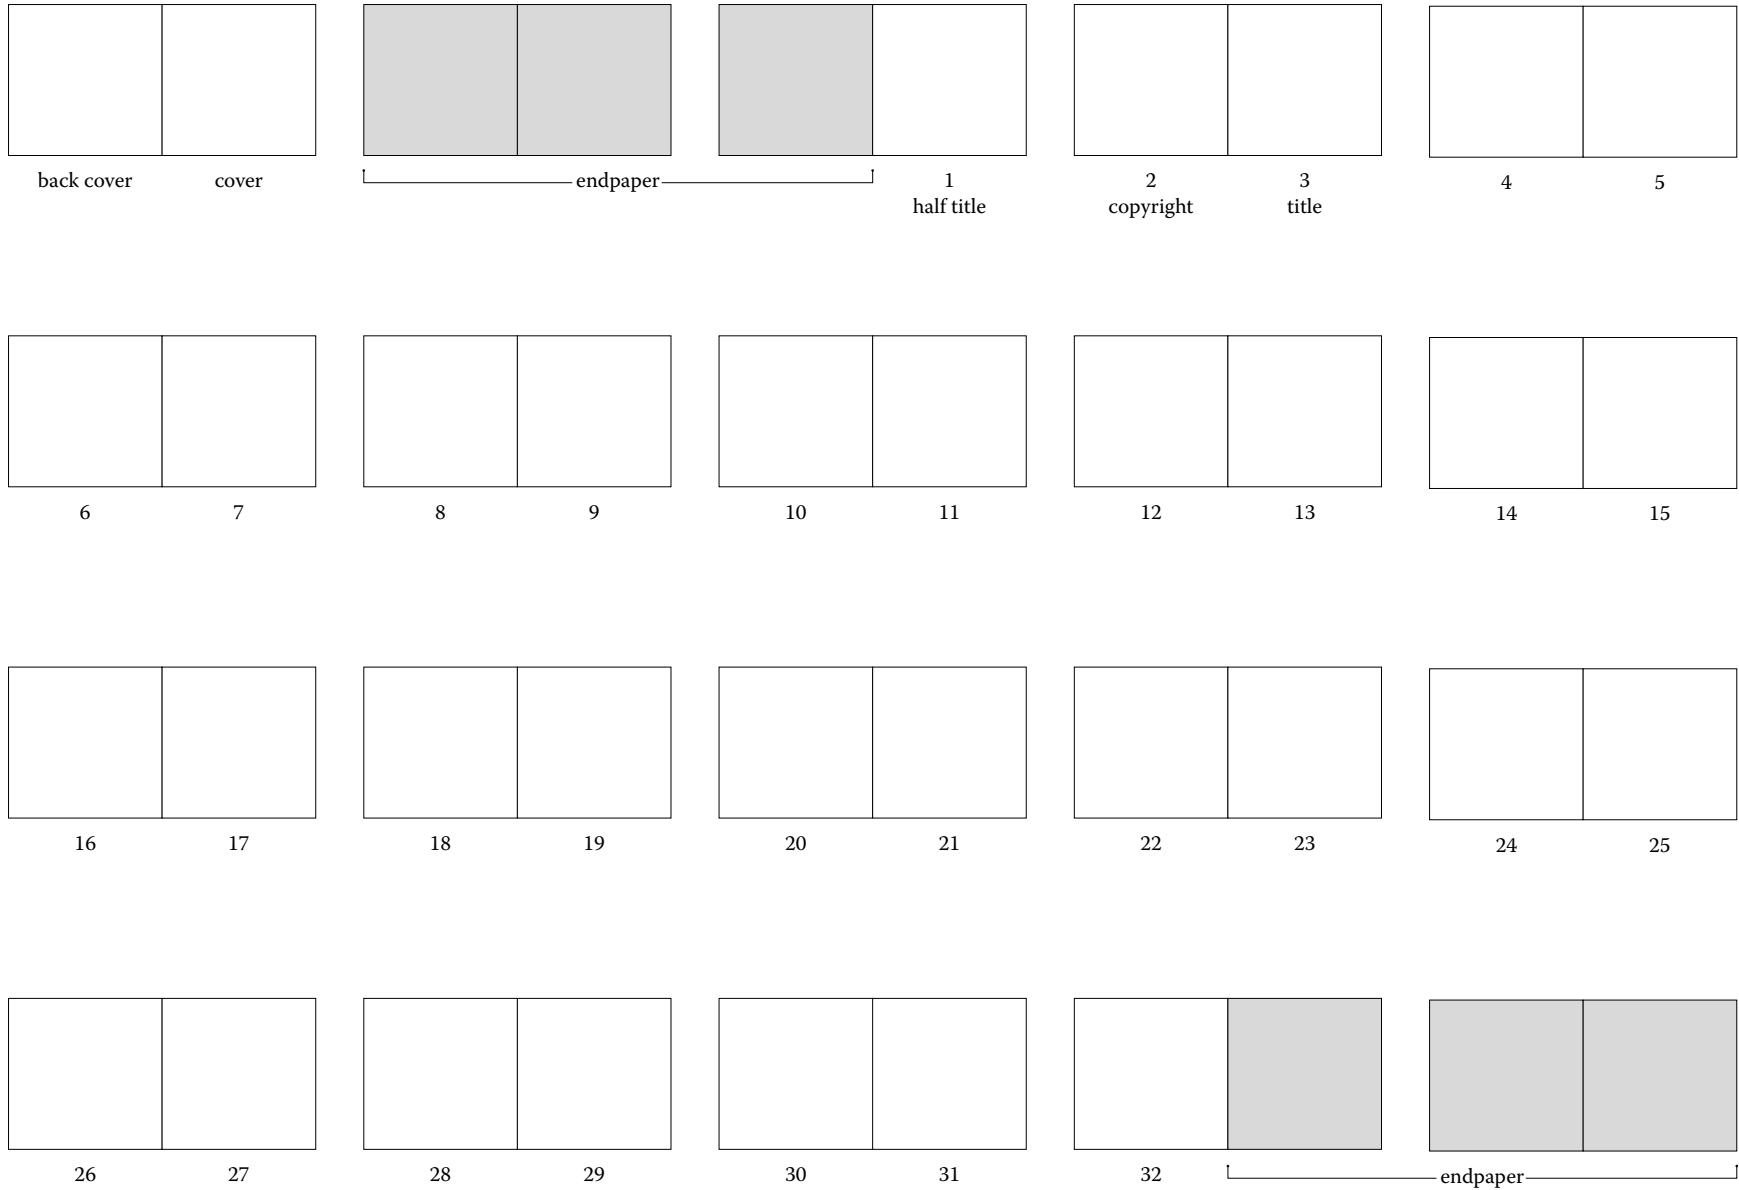 back cover cover endpaper 1 2 3 4 5
half title copyright title
6 7 8 9 10 11 12 13 14 15
16 17 18 19 20 21 22 23 24 25
26 27 28 29 30 31 32 endpaper